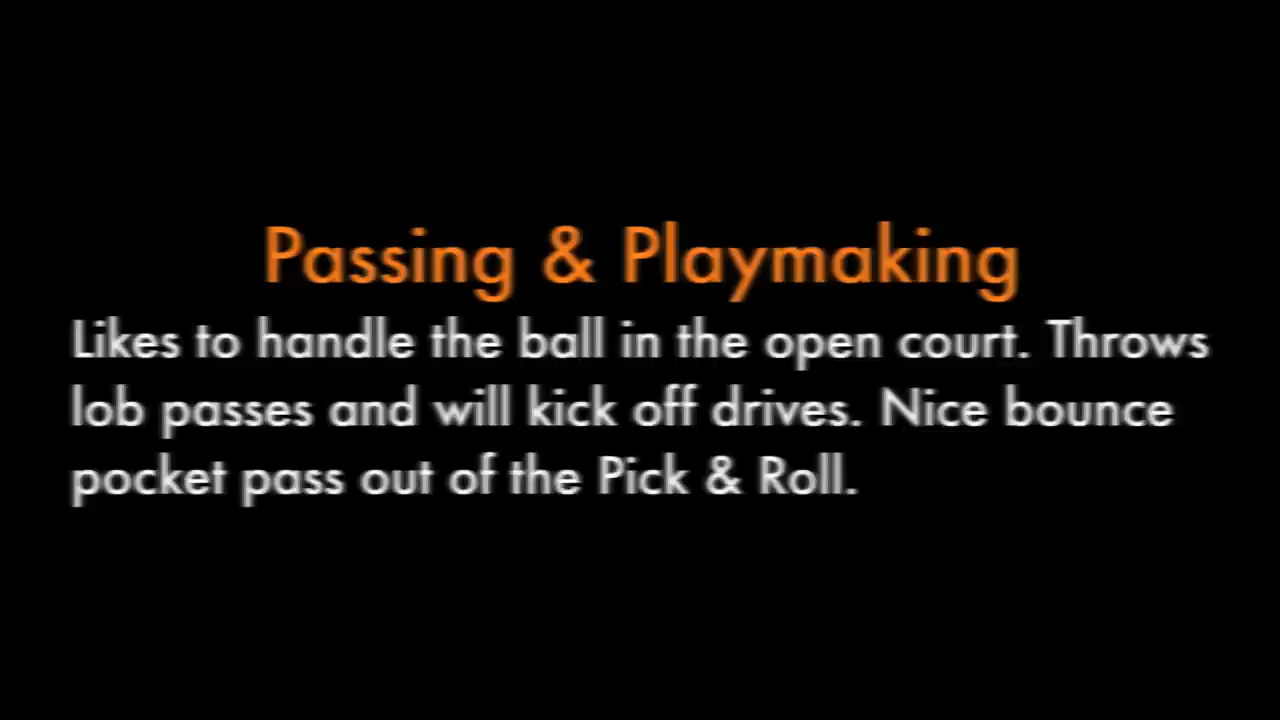 Passing & Playmaking
Likes to handle the ball in the open court. Throws
lob passes and will kick off drives. Nice bounce
pocket pass out of the Pick & Roll.